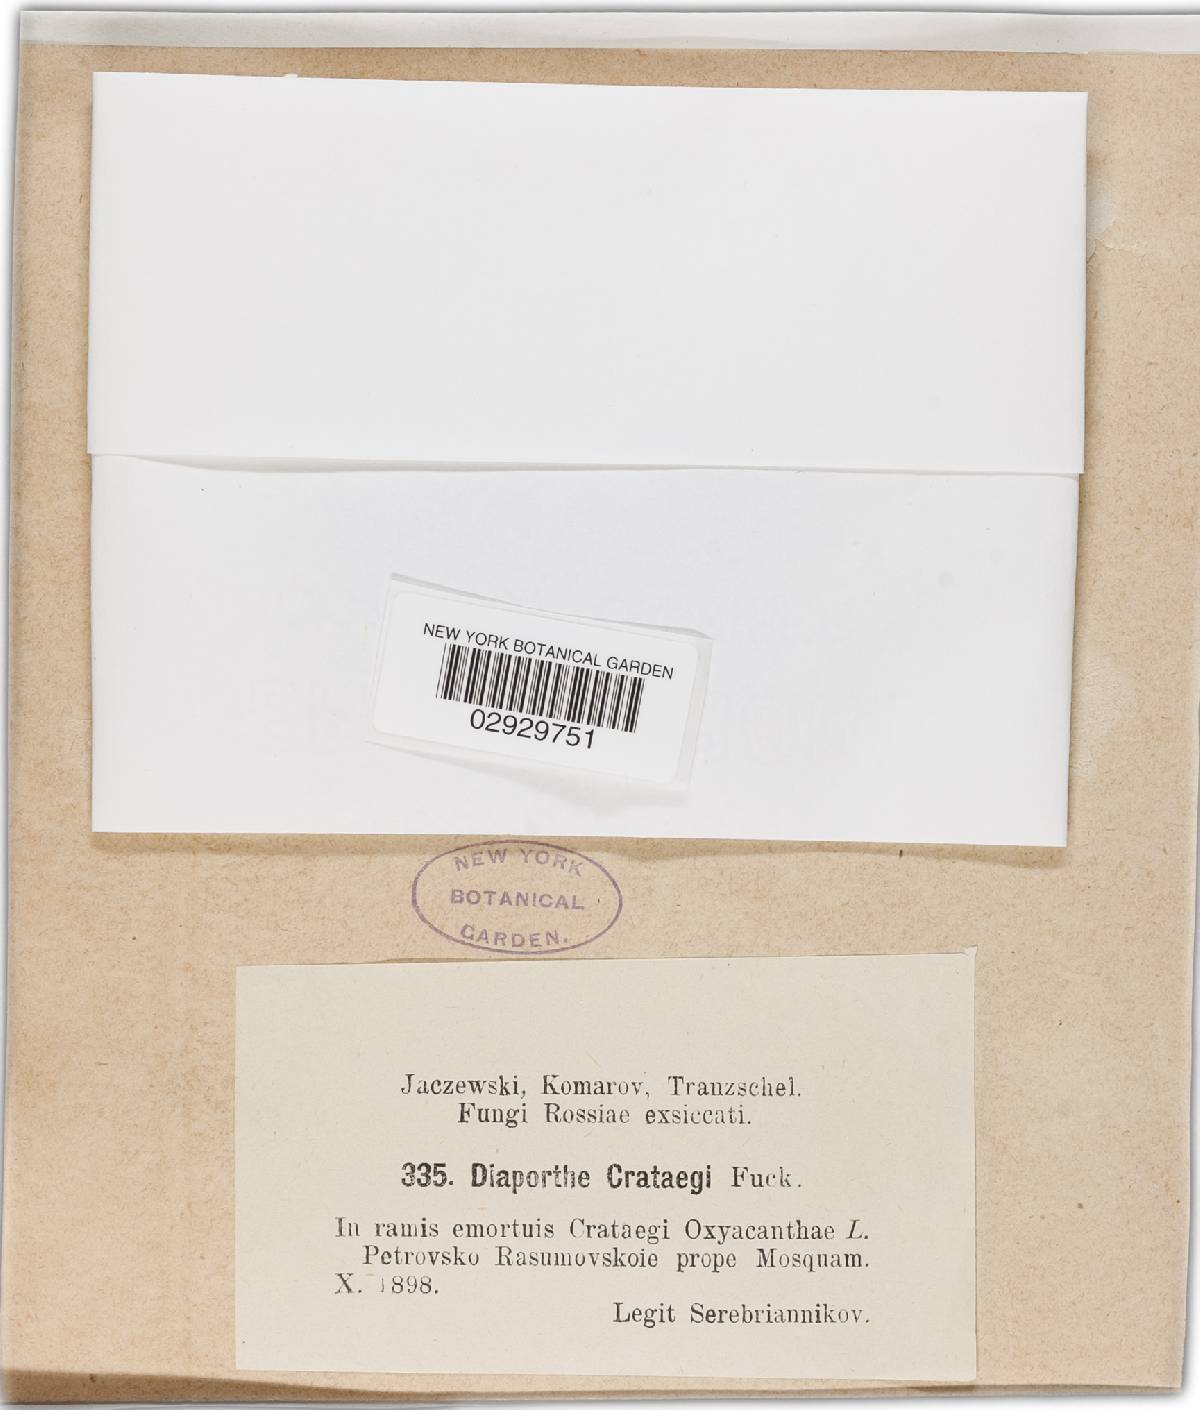 NEW YORK BOTANICAL GARDEN
02929751
NEW YORK
BOTANICAL
GARDEN.
Jaczewski, Komarov, Tranzschel.
Fungi Rossiae exsiccati.
335. Diaporthe Crataegi Fuck.
In ramis emortuis Crataegi Oxyacanthae L.
Petrovsko Rasumovskoie prope Mosquam.
X. 1898.
Legit Serebriannikov.